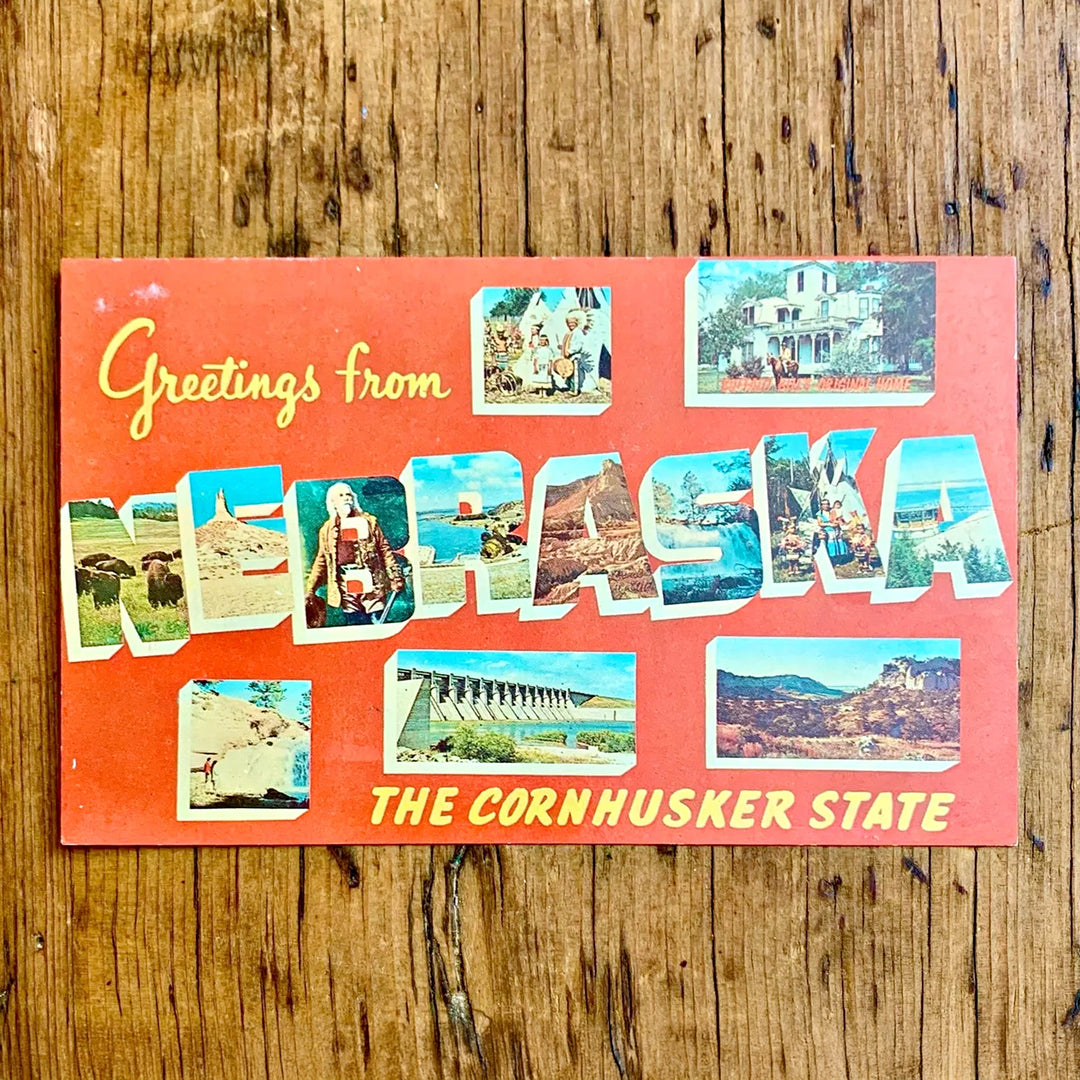 Greetings from
BUFFALO BILL'S ORIGINAL HOME
NEBRASKA
THE CORNHUSKER STATE